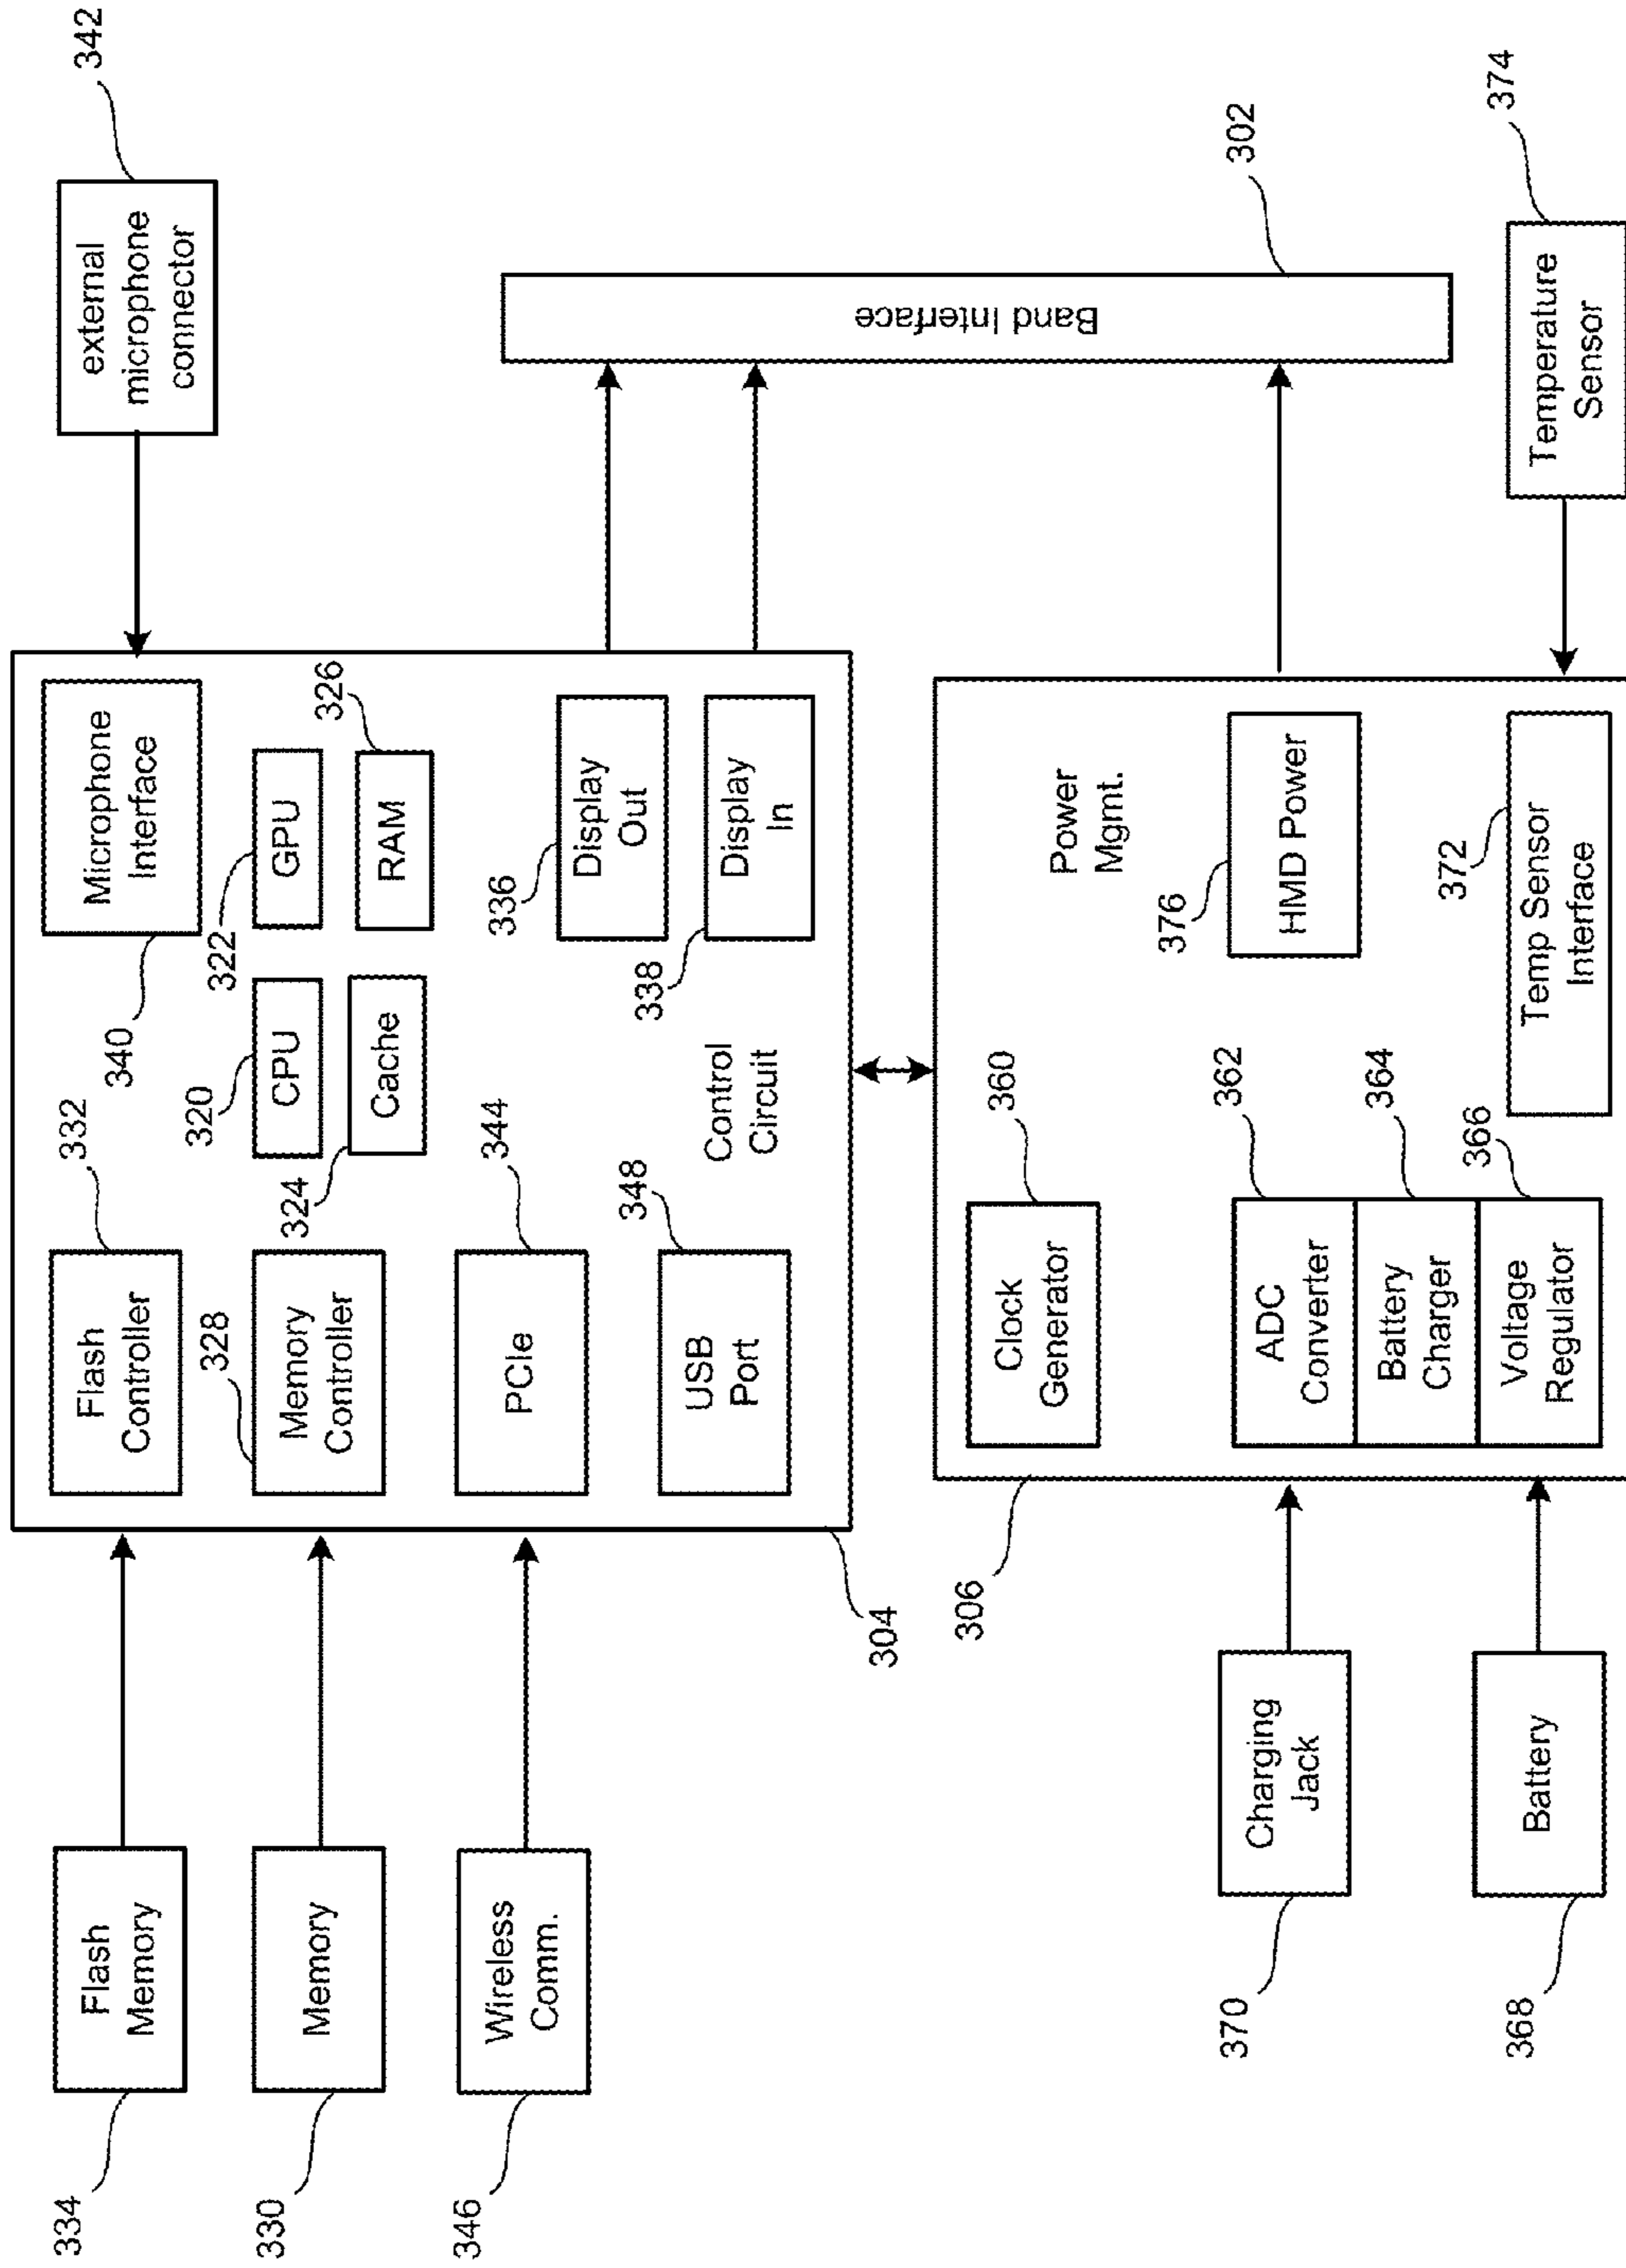 334
Flash
Memory
330
Memory
346
Wireless
Comm.
304
332
Flash
Controller
328
Memory
Controller
344
PCIe
348
USB
Port
340
Microphone
Interface
320
CPU
322
GPU
324
Cache
326
RAM
336
Display
Out
338
Display
In
Control
Circuit
342
external
microphone
connector
302
Band Interface
306
360
Clock
Generator
362
ADC
Converter
364
Battery
Charger
366
Voltage
Regulator
Power
Mgmt.
376
HMD Power
372
Temp Sensor
Interface
370
Charging
Jack
368
Battery
374
Temperature
Sensor